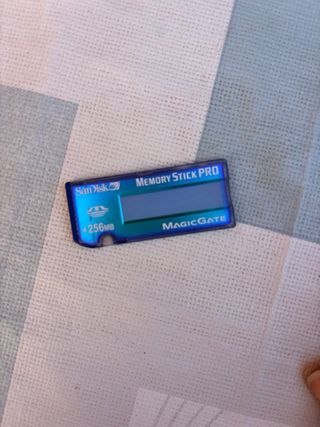 SanDisk
MEMORY STICK PRO
256MB
MAGICGATE